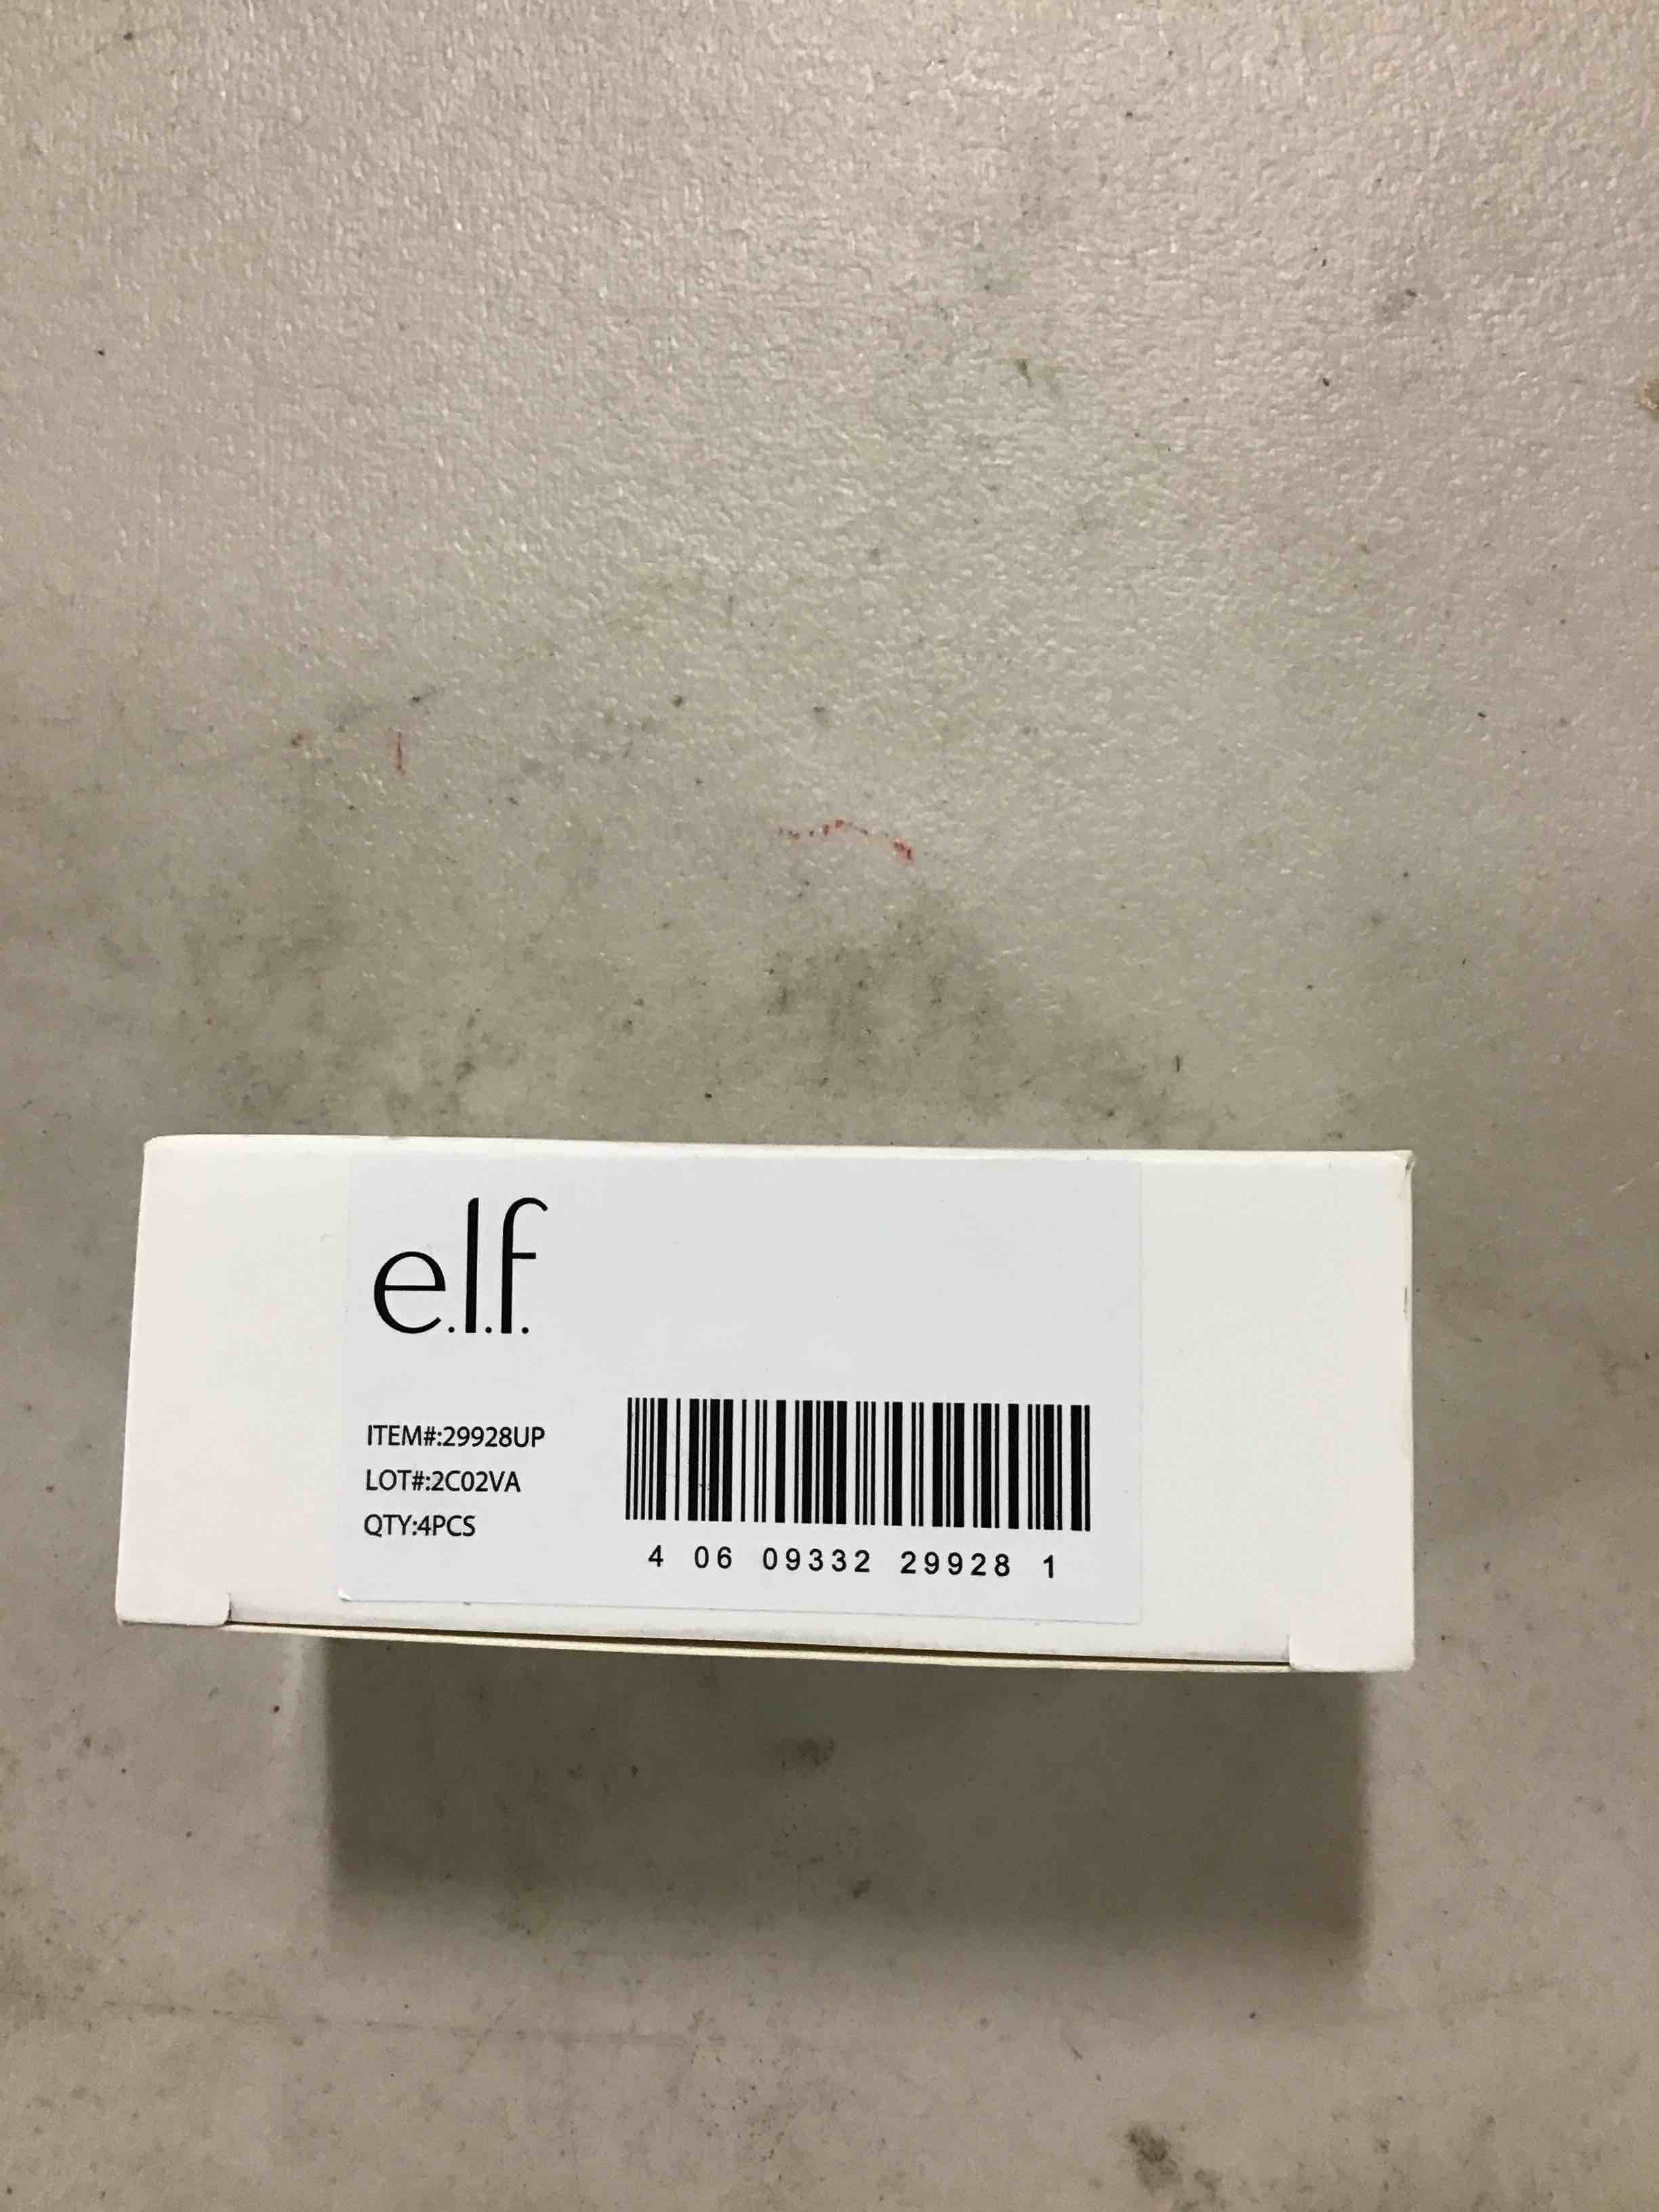 e.l.f.
ITEM#:29928UP
LOT#:2C02VA
QTY:4PCS
4 06 09332 29928 1